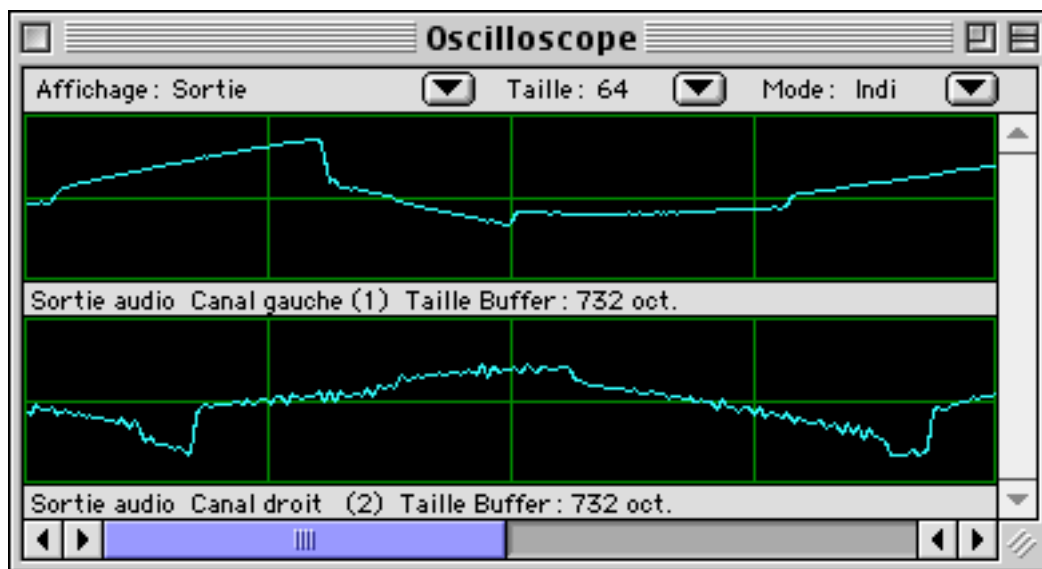 Oscilloscope
Affichage: Sortie Taille: 64 Mode: Indi
Sortie audio Canal gauche (1) Taille Buffer: 732 oct.
Sortie audio Canal droit (2) Taille Buffer: 732 oct.